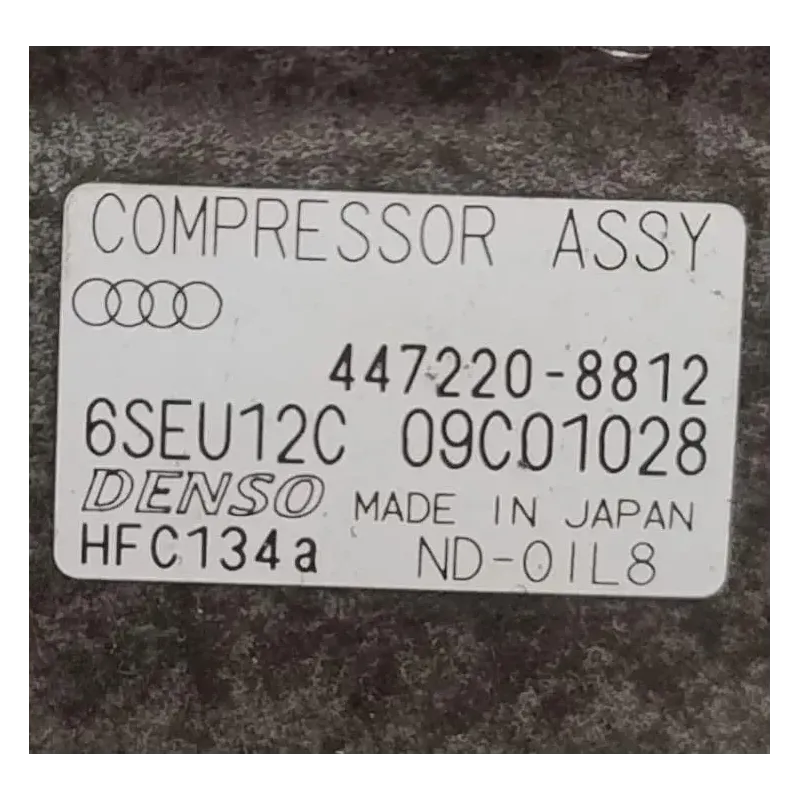 COMPRESSOR ASSY
447220-8812
6SEU12C 09C01028
DENSO MADE IN JAPAN
HFC134a ND-OIL8